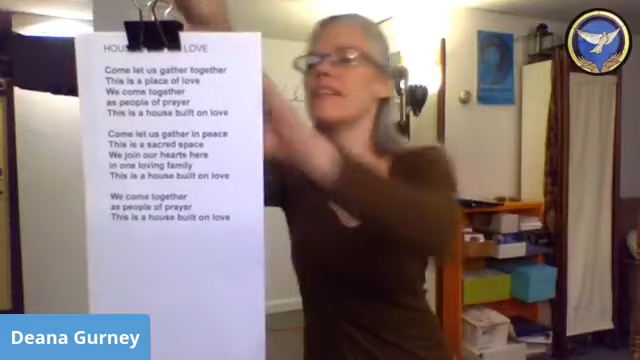 HOUSE LOVE
Come let us gather together
This is a place of love
We come together
as people of prayer
This is a house built on love
Come let us gather in peace
This is a sacred space
We join our hearts here
in one loving family
This is a house built on love
We come together
as people of prayer
This is a house built on love
Deana Gurney